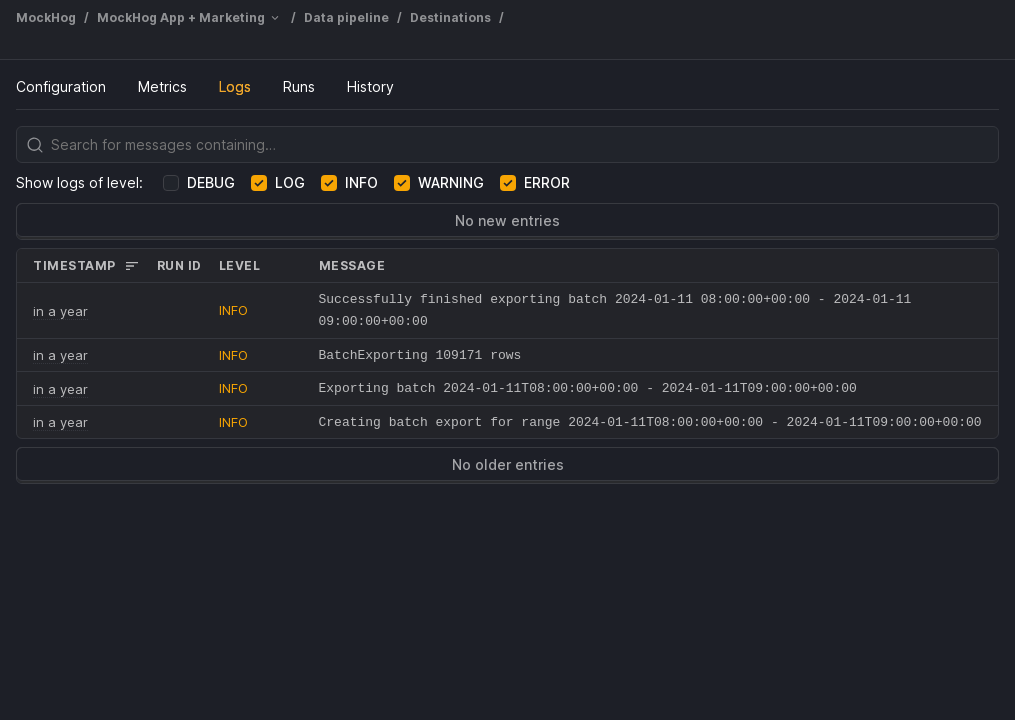 MockHog / MockHog App + Marketing / Data pipeline / Destinations /
Configuration Metrics Logs Runs History
Search for messages containing...
Show logs of level: DEBUG LOG INFO WARNING ERROR
No new entries
TIMESTAMP RUN ID LEVEL MESSAGE
in a year INFO Successfully finished exporting batch 2024-01-11 08:00:00+00:00 - 2024-01-11
09:00:00+00:00
in a year INFO BatchExporting 109171 rows
in a year INFO Exporting batch 2024-01-11T08:00:00+00:00 - 2024-01-11T09:00:00+00:00
in a year INFO Creating batch export for range 2024-01-11T08:00:00+00:00 - 2024-01-11T09:00:00+00:00
No older entries